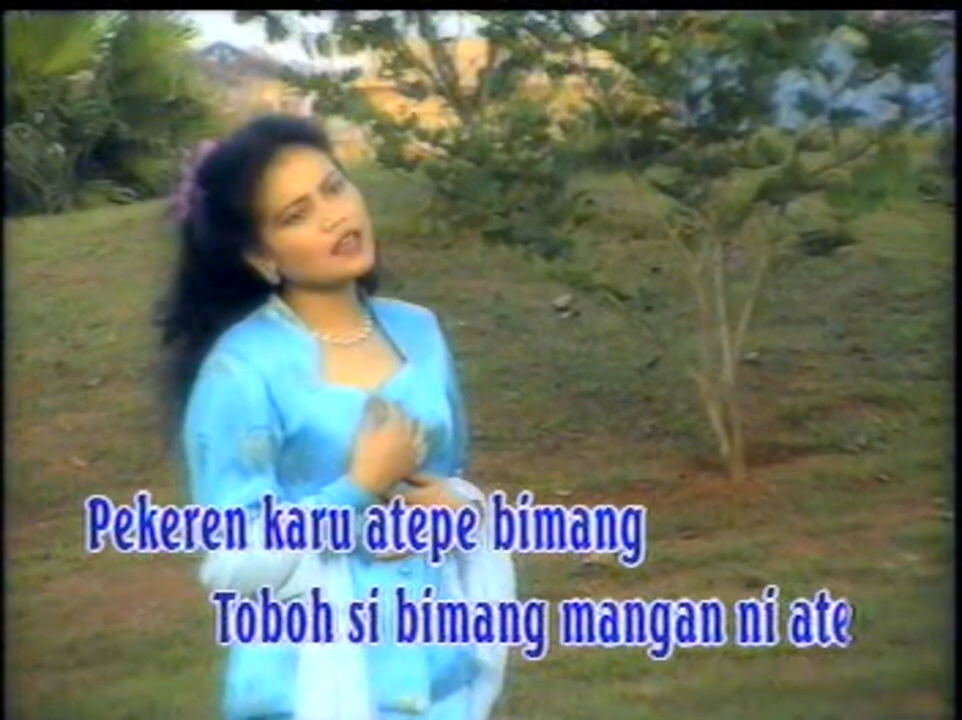 Pekeren karu atepe bimang
Toboh si bimang mangan ni ate